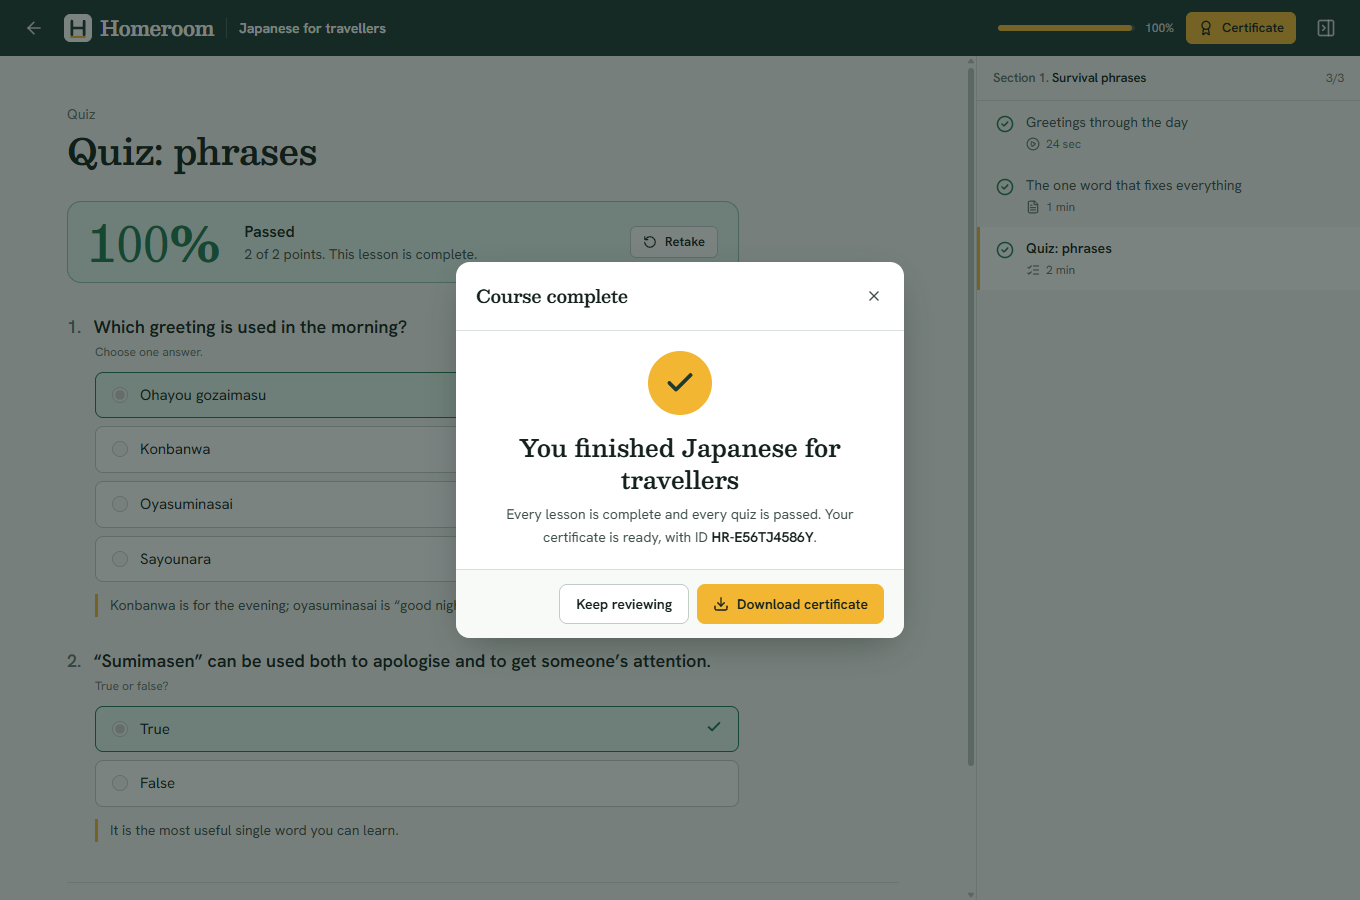 H Homeroom
Japanese for travellers
100%
Certificate
Quiz
Quiz: phrases
100%
Passed
2 of 2 points. This lesson is complete.
Retake
1. Which greeting is used in the morning?
Choose one answer.
Ohayou gozaimasu
Konbanwa
Oyasuminasai
Sayounara
Konbanwa is for the evening; oyasuminasai is “good
2. “Sumimasen” can be used both to apologise and to get someone’s attention.
True or false?
True
False
It is the most useful single word you can learn.
Course complete
You finished Japanese for
travellers
Every lesson is complete and every quiz is passed. Your
certificate is ready, with ID HR-E56TJ4586Y.
Keep reviewing
Download certificate
Section 1. Survival phrases
3/3
Greetings through the day
24 sec
The one word that fixes everything
1 min
Quiz: phrases
2 min